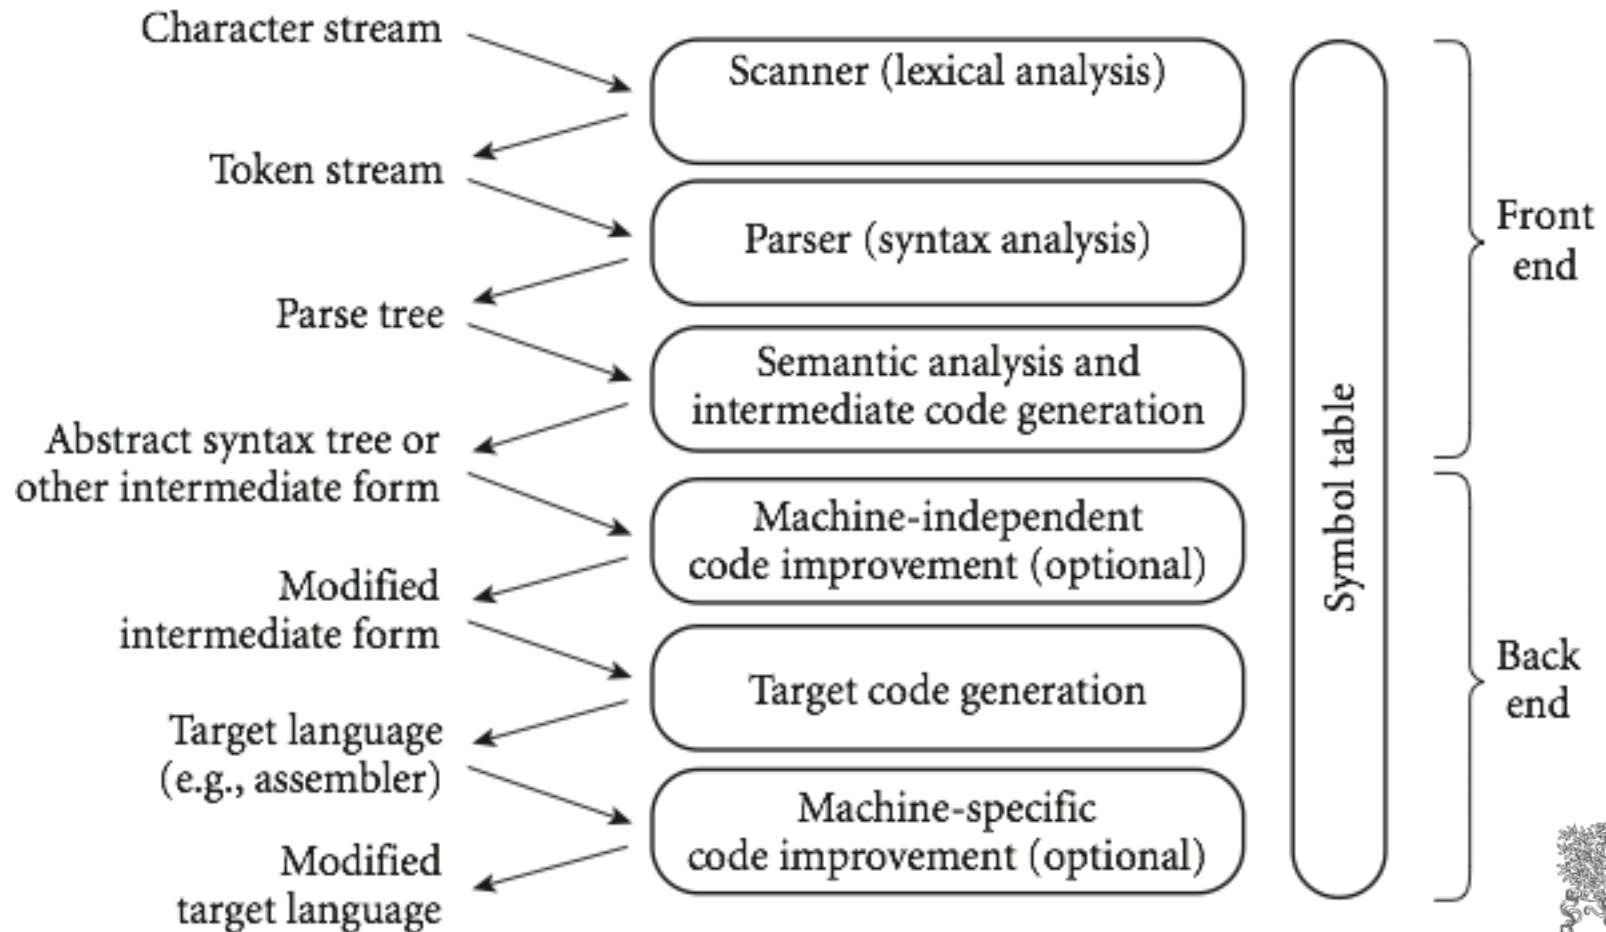 Character stream
Scanner (lexical analysis)
Token stream
Parser (syntax analysis)
Parse tree
Semantic analysis and
intermediate code generation
Abstract syntax tree or
other intermediate form
Machine-independent
code improvement (optional)
Modified
intermediate form
Target code generation
Target language
(e.g., assembler)
Machine-specific
code improvement (optional)
Modified
target language
Symbol table
Front
end
Back
end